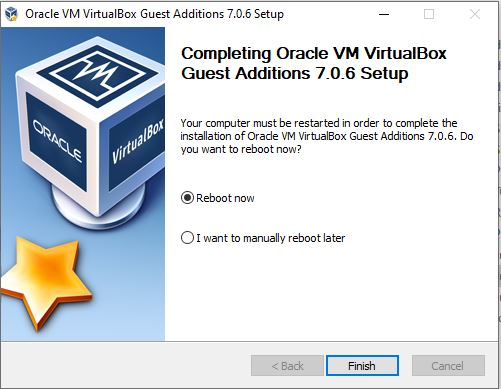 Oracle VM VirtualBox Guest Additions 7.0.6 Setup
Completing Oracle VM VirtualBox
Guest Additions 7.0.6 Setup
Your computer must be restarted in order to complete the
installation of Oracle VM VirtualBox Guest Additions 7.0.6. Do
you want to reboot now?
ORACLE
VirtualBox
Reboot now
I want to manually reboot later
< Back
Finish
Cancel